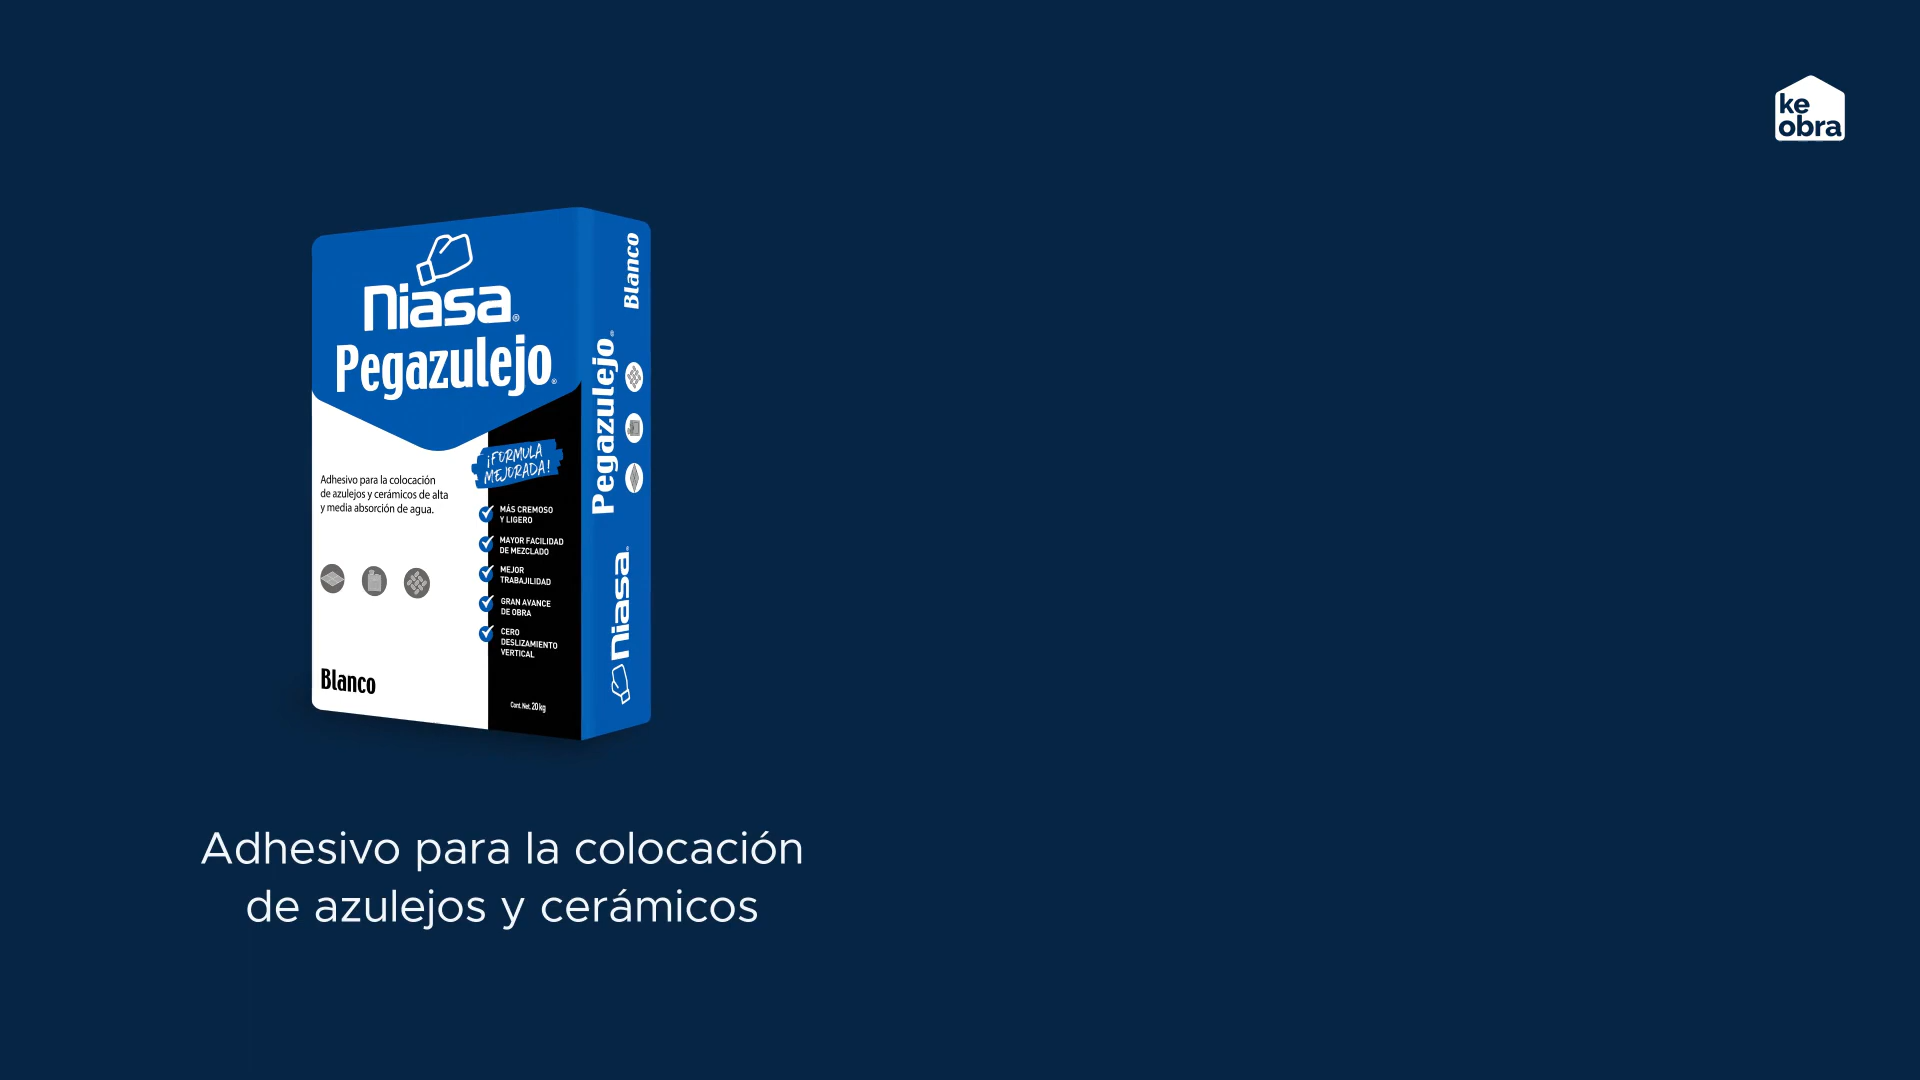 ke
obra
Niasa®
Pegazulejo®
¡FÓRMULA
MEJORADA!
Adhesivo para la colocación
de azulejos y cerámicos de alta
y media absorción de agua.
MÁS CREMOSO
Y LIGERO
MAYOR FACILIDAD
DE MEZCLADO
MEJOR
TRABAJILIDAD
GRAN AVANCE
DE OBRA
CERO
DESLIZAMIENTO
VERTICAL
Blanco
Cont. Net. 20 kg
Blanco
Pegazulejo®
Niasa®
Adhesivo para la colocación
de azulejos y cerámicos